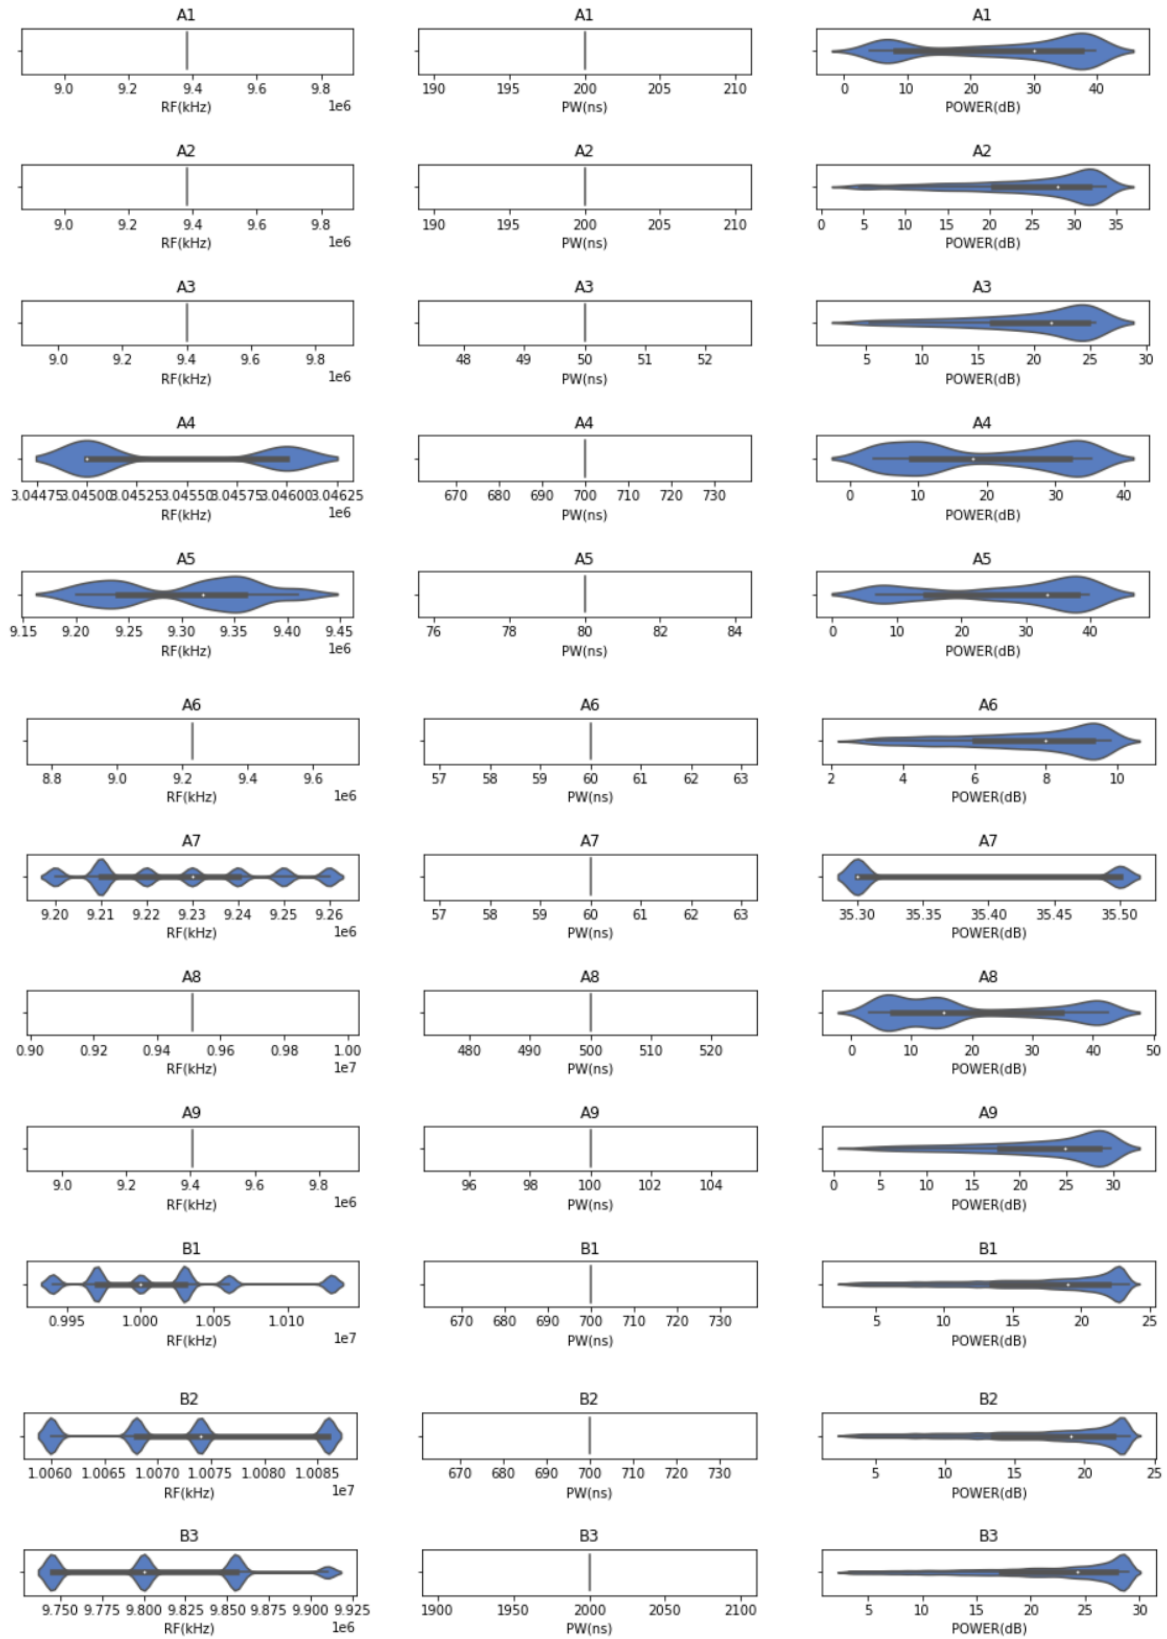 A1 A1 A1
9.0 9.2 9.4 9.6 9.8 190 195 200 205 210 0 10 20 30 40
RF(kHz) 1e6 PW(ns) POWER(dB)
A2 A2 A2
9.0 9.2 9.4 9.6 9.8 190 195 200 205 210 0 5 10 15 20 25 30 35
RF(kHz) 1e6 PW(ns) POWER(dB)
A3 A3 A3
9.0 9.2 9.4 9.6 9.8 48 49 50 51 52 5 10 15 20 25 30
RF(kHz) 1e6 PW(ns) POWER(dB)
A4 A4 A4
3.04475 3.04500 3.04525 3.04550 3.04575 3.04600 3.04625 670 680 690 700 710 720 730 0 10 20 30 40
RF(kHz) 1e6 PW(ns) POWER(dB)
A5 A5 A5
9.15 9.20 9.25 9.30 9.35 9.40 9.45 76 78 80 82 84 0 10 20 30 40
RF(kHz) 1e6 PW(ns) POWER(dB)
A6 A6 A6
8.8 9.0 9.2 9.4 9.6 57 58 59 60 61 62 63 2 4 6 8 10
RF(kHz) 1e6 PW(ns) POWER(dB)
A7 A7 A7
9.20 9.21 9.22 9.23 9.24 9.25 9.26 57 58 59 60 61 62 63 35.30 35.35 35.40 35.45 35.50
RF(kHz) 1e6 PW(ns) POWER(dB)
A8 A8 A8
0.90 0.92 0.94 0.96 0.98 1.00 480 490 500 510 520 0 10 20 30 40 50
RF(kHz) 1e7 PW(ns) POWER(dB)
A9 A9 A9
9.0 9.2 9.4 9.6 9.8 96 98 100 102 104 0 5 10 15 20 25 30
RF(kHz) 1e6 PW(ns) POWER(dB)
B1 B1 B1
0.995 1.000 1.005 1.010 670 680 690 700 710 720 730 5 10 15 20 25
RF(kHz) 1e7 PW(ns) POWER(dB)
B2 B2 B2
1.0060 1.0065 1.0070 1.0075 1.0080 1.0085 670 680 690 700 710 720 730 5 10 15 20 25
RF(kHz) 1e7 PW(ns) POWER(dB)
B3 B3 B3
9.750 9.775 9.800 9.825 9.850 9.875 9.900 9.925 1900 1950 2000 2050 2100 5 10 15 20 25 30
RF(kHz) 1e6 PW(ns) POWER(dB)